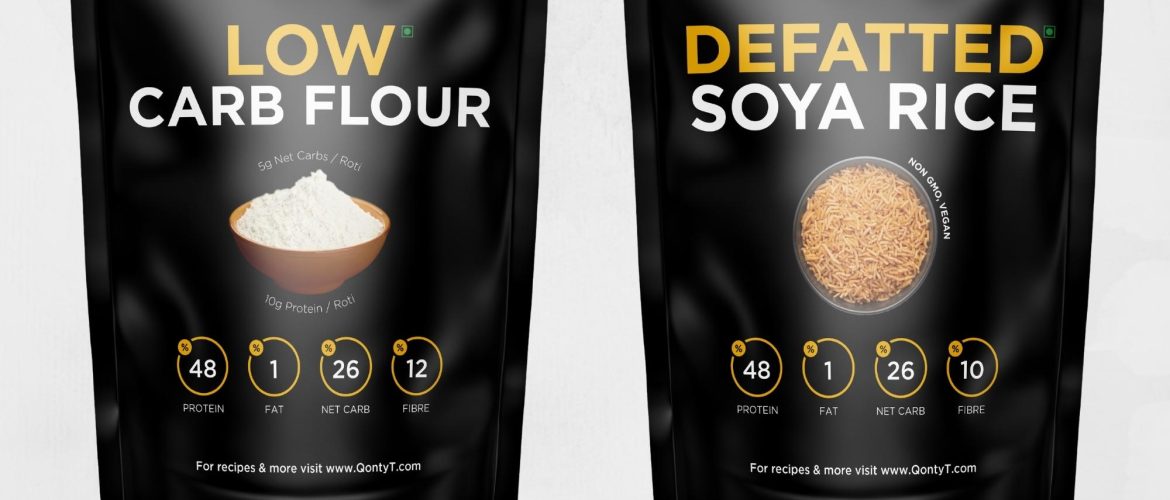 LOW
CARB FLOUR
5g Net Carbs / Roti
10g Protein / Roti
% % % %
48 1 26 12
PROTEIN FAT NET CARB FIBRE
For recipes & more visit www.QontyT.com
DEFATTED
SOYA RICE
NON GMO, VEGAN
% % % %
48 1 26 10
PROTEIN FAT NET CARB FIBRE
For recipes & more visit www.QontyT.com